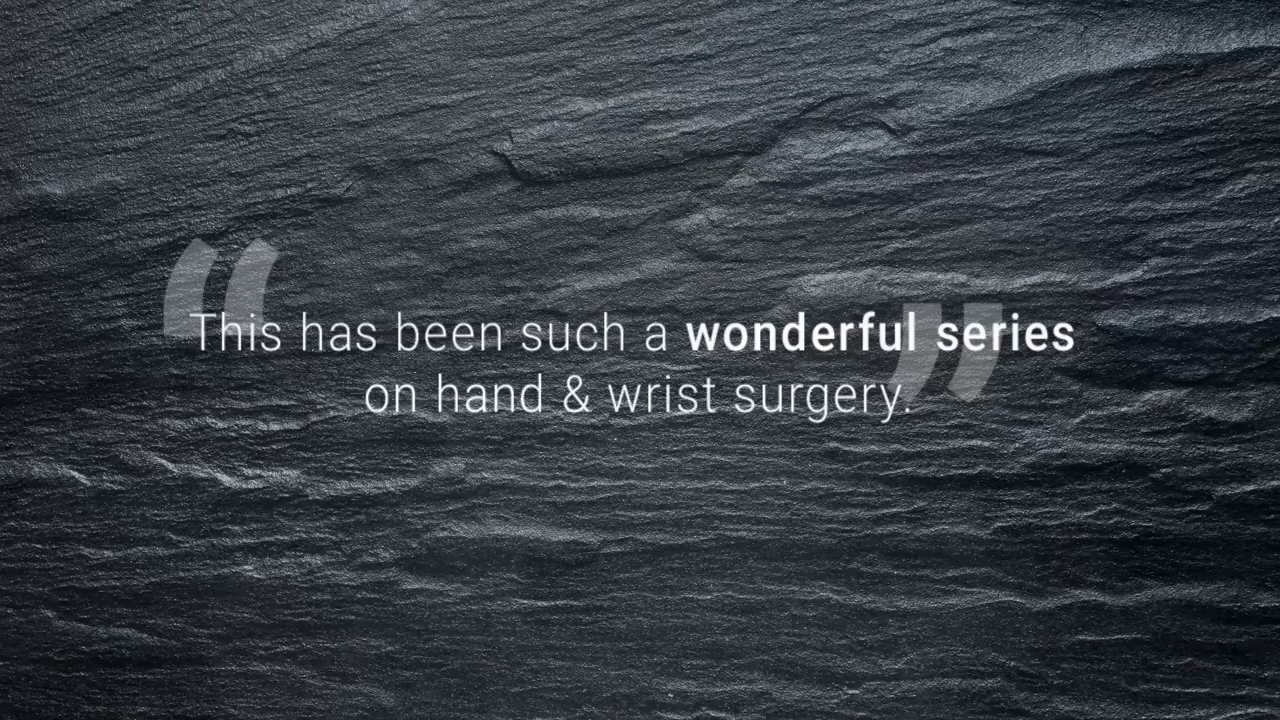 “This has been such a wonderful series
on hand & wrist surgery.”